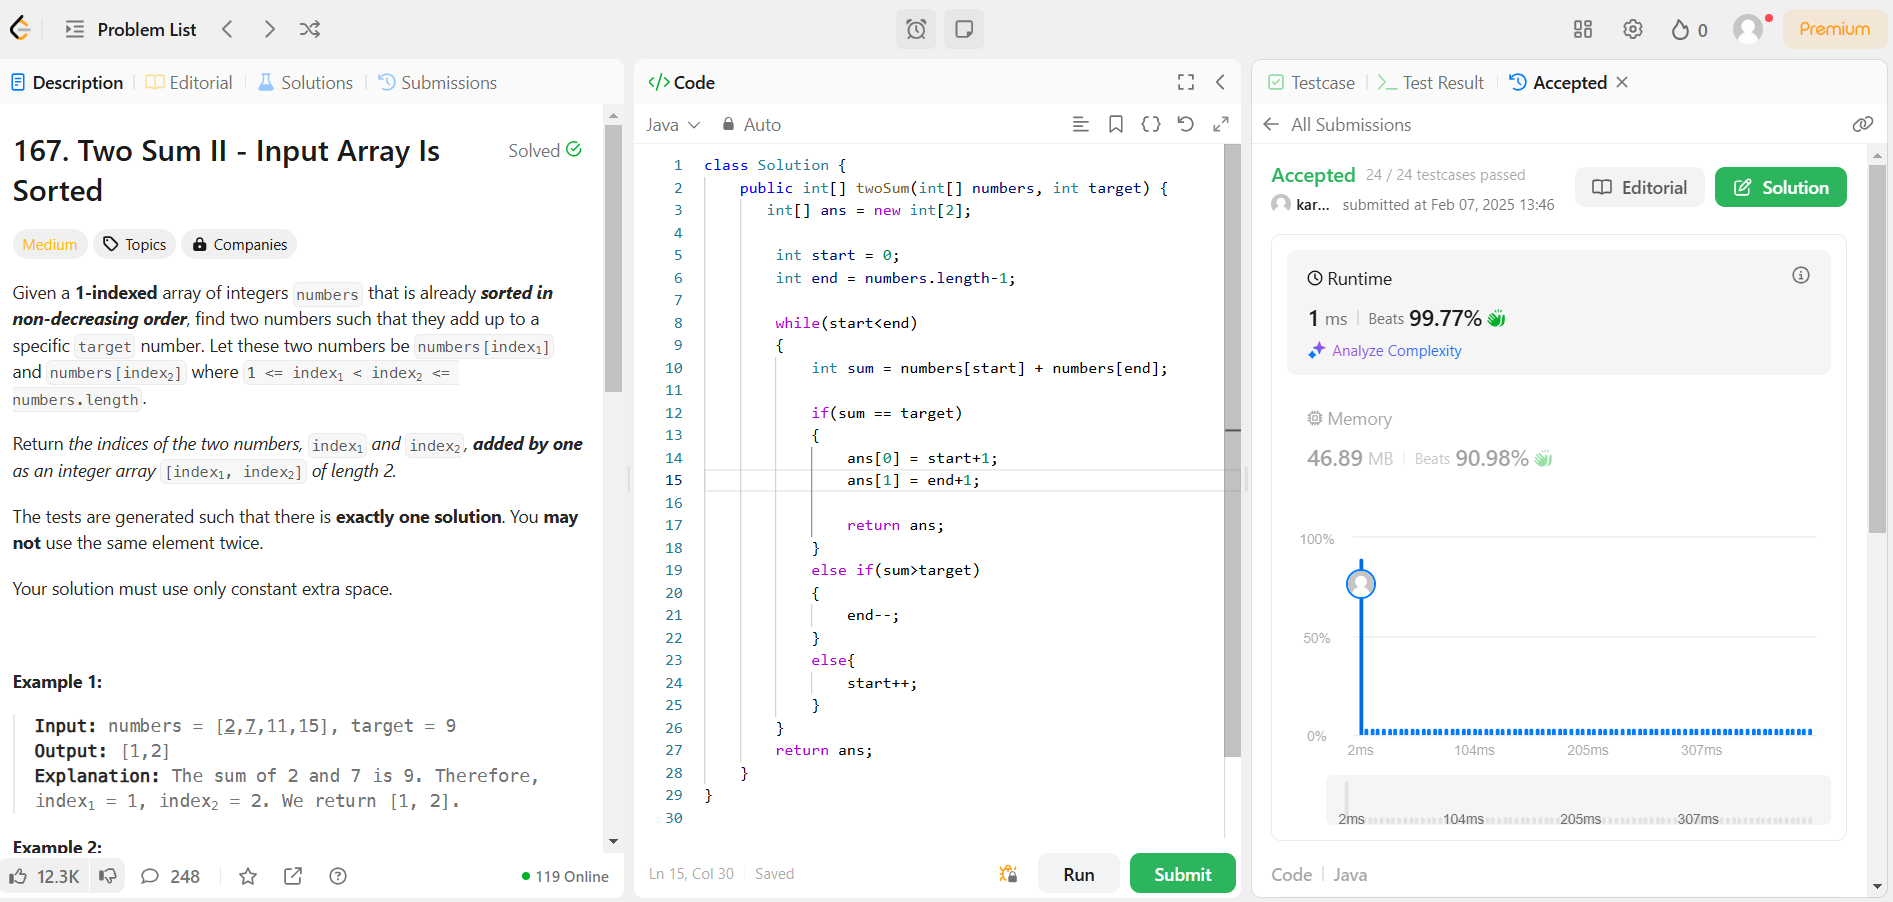 Problem List
0
Premium
Description
Editorial
Solutions
Submissions
167. Two Sum II - Input Array Is
Sorted
Solved
Medium
Topics
Companies
Given a 1-indexed array of integers numbers that is already sorted in
non-decreasing order, find two numbers such that they add up to a
specific target number. Let these two numbers be numbers[index₁]
and numbers[index₂] where 1 <= index₁ < index₂ <=
numbers.length.
Return the indices of the two numbers, index₁ and index₂, added by one
as an integer array [index₁, index₂] of length 2.
The tests are generated such that there is exactly one solution. You may
not use the same element twice.
Your solution must use only constant extra space.
Example 1:
Input: numbers = [2,7,11,15], target = 9
Output: [1,2]
Explanation: The sum of 2 and 7 is 9. Therefore,
index₁ = 1, index₂ = 2. We return [1, 2].
Example 2:
12.3K
248
119 Online
</> Code
Java
Auto
1 class Solution {
2 public int[] twoSum(int[] numbers, int target) {
3 int[] ans = new int[2];
4
5 int start = 0;
6 int end = numbers.length-1;
7
8 while(start<end)
9 {
10 int sum = numbers[start] + numbers[end];
11
12 if(sum == target)
13 {
14 ans[0] = start+1;
15 ans[1] = end+1;
16
17 return ans;
18 }
19 else if(sum>target)
20 {
21 end--;
22 }
23 else{
24 start++;
25 }
26 }
27 return ans;
28 }
29 }
30
Ln 15, Col 30
Saved
Run
Submit
Testcase
Test Result
Accepted
All Submissions
Accepted 24 / 24 testcases passed
kar... submitted at Feb 07, 2025 13:46
Editorial
Solution
Runtime
1 ms Beats 99.77%
Analyze Complexity
Memory
46.89 MB Beats 90.98%
100%
50%
0%
2ms 104ms 205ms 307ms
2ms 104ms 205ms 307ms
Code Java